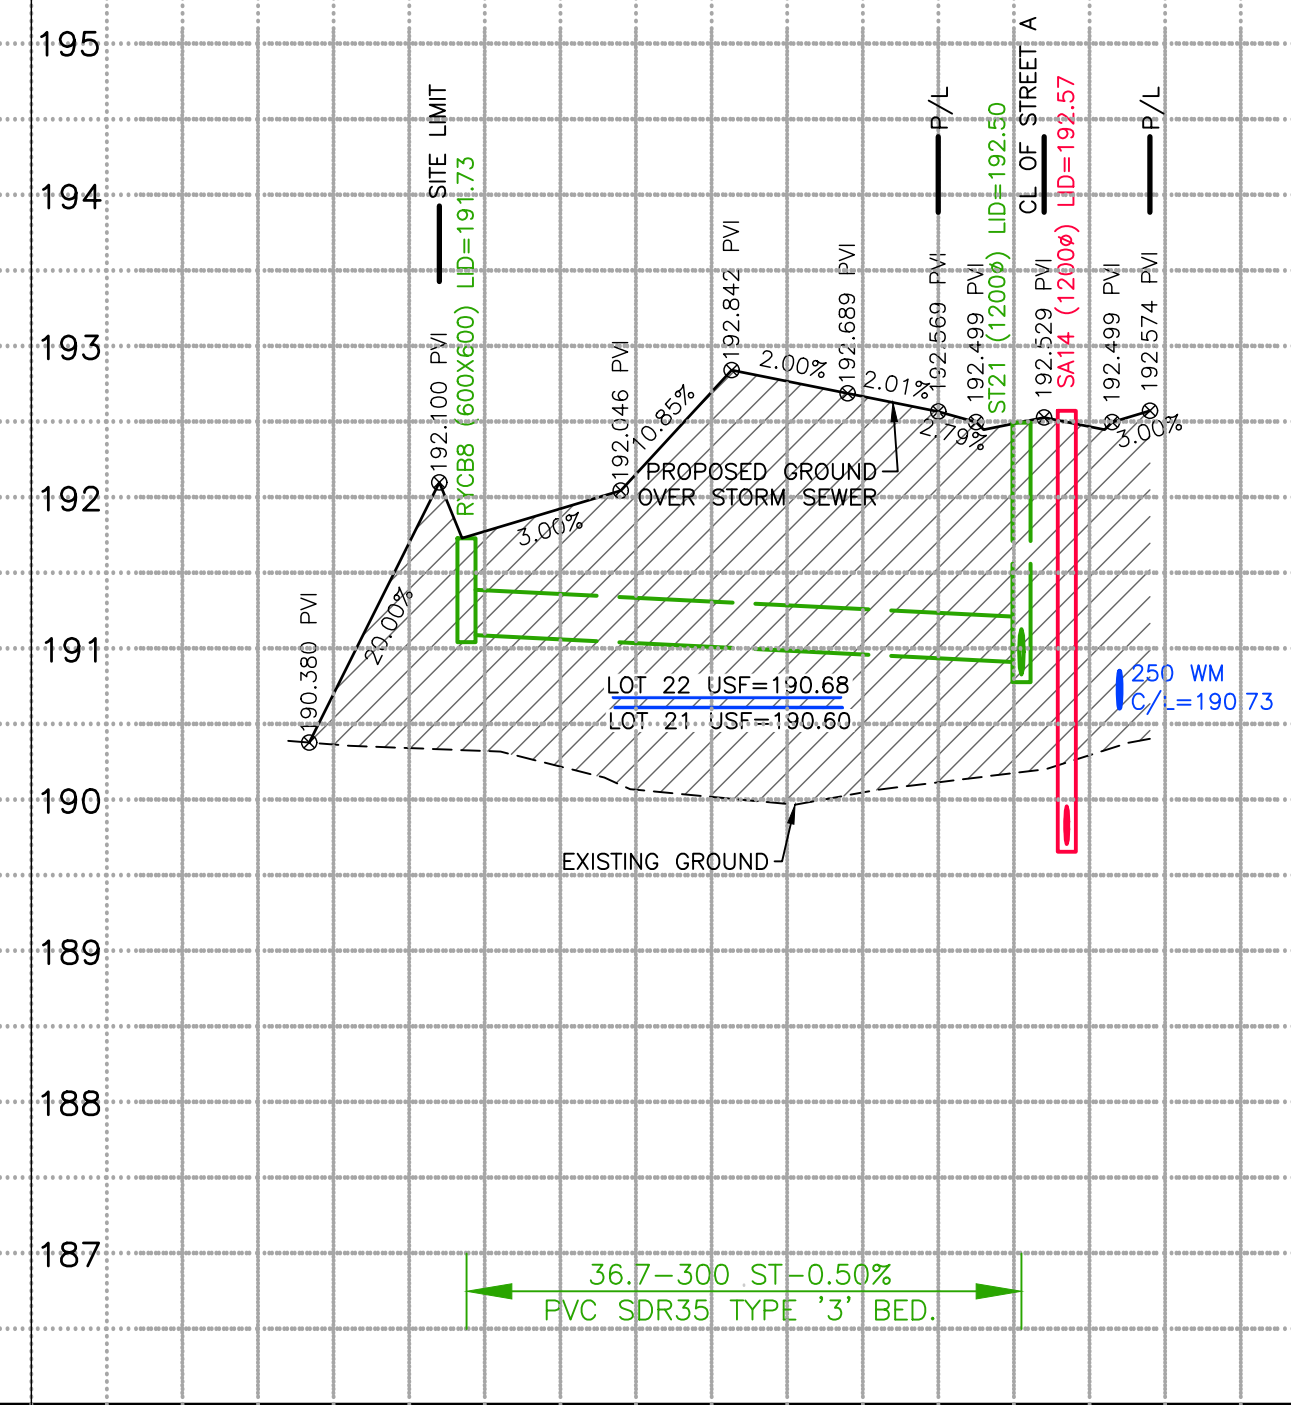 195
194
193
192
191
190
189
188
187
SITE LIMIT
RYCB8 (600X600) LID=191.73
P/L
ST21 (1200ø) LID=192.50
CL OF STREET A
SA14 (1200ø) LID=192.57
P/L
190.380 PVI
192.100 PVI
192.046 PVI
192.842 PVI
192.689 PVI
192.569 PVI
192.499 PVI
192.529 PVI
192.499 PVI
192.574 PVI
20.00%
3.00%
10.85%
2.00%
2.01%
2.79%
3.00%
PROPOSED GROUND
OVER STORM SEWER
LOT 22 USF=190.68
LOT 21 USF=190.60
250 WM
C/L=190.73
EXISTING GROUND
36.7-300 ST-0.50%
PVC SDR35 TYPE '3' BED.